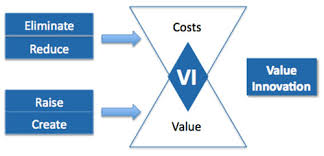 Eliminate
Reduce
Costs
VI
Value
Innovation
Raise
Create
Value